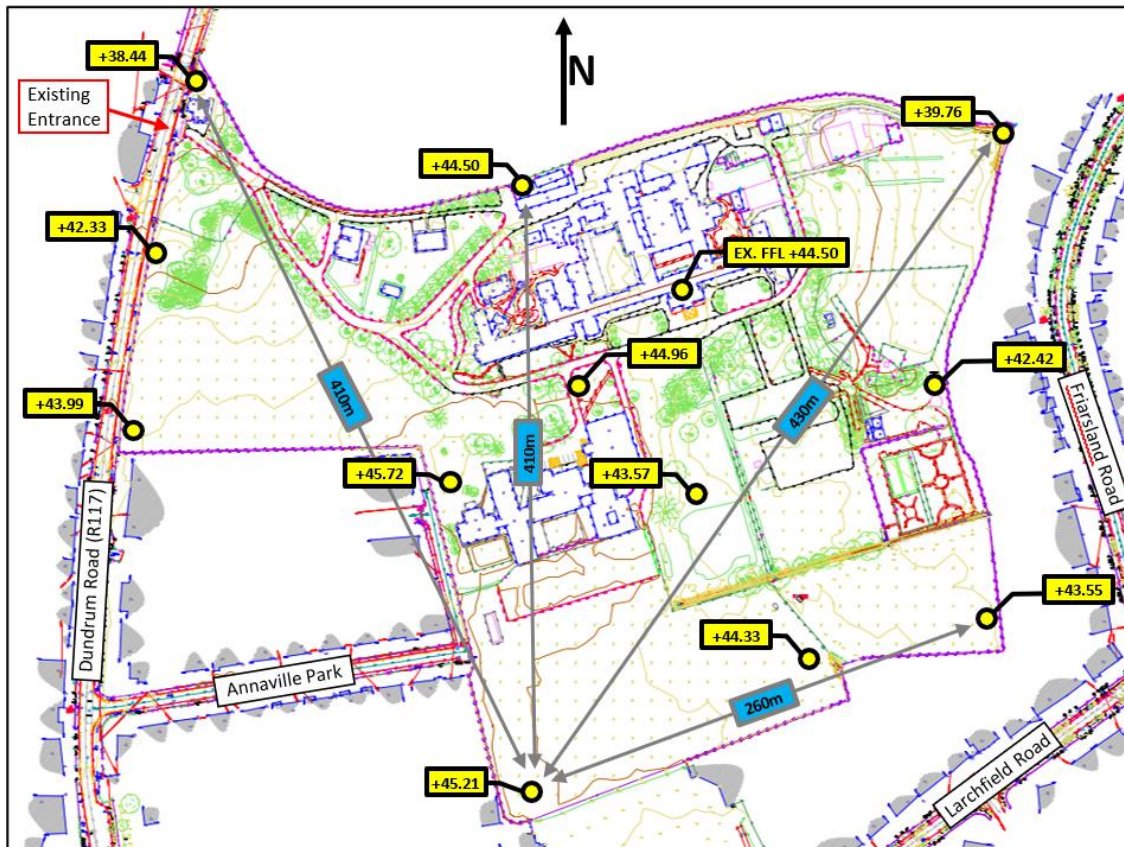 +38.44
N
Existing
Entrance
+39.76
+44.50
+42.33
EX. FFL +44.50
+44.96
+42.42
410m
430m
+43.99
410m
Friarsland Road
+45.72
+43.57
Dundrum Road (R117)
+43.55
+44.33
Annaville Park
260m
+45.21
Larchfield Road